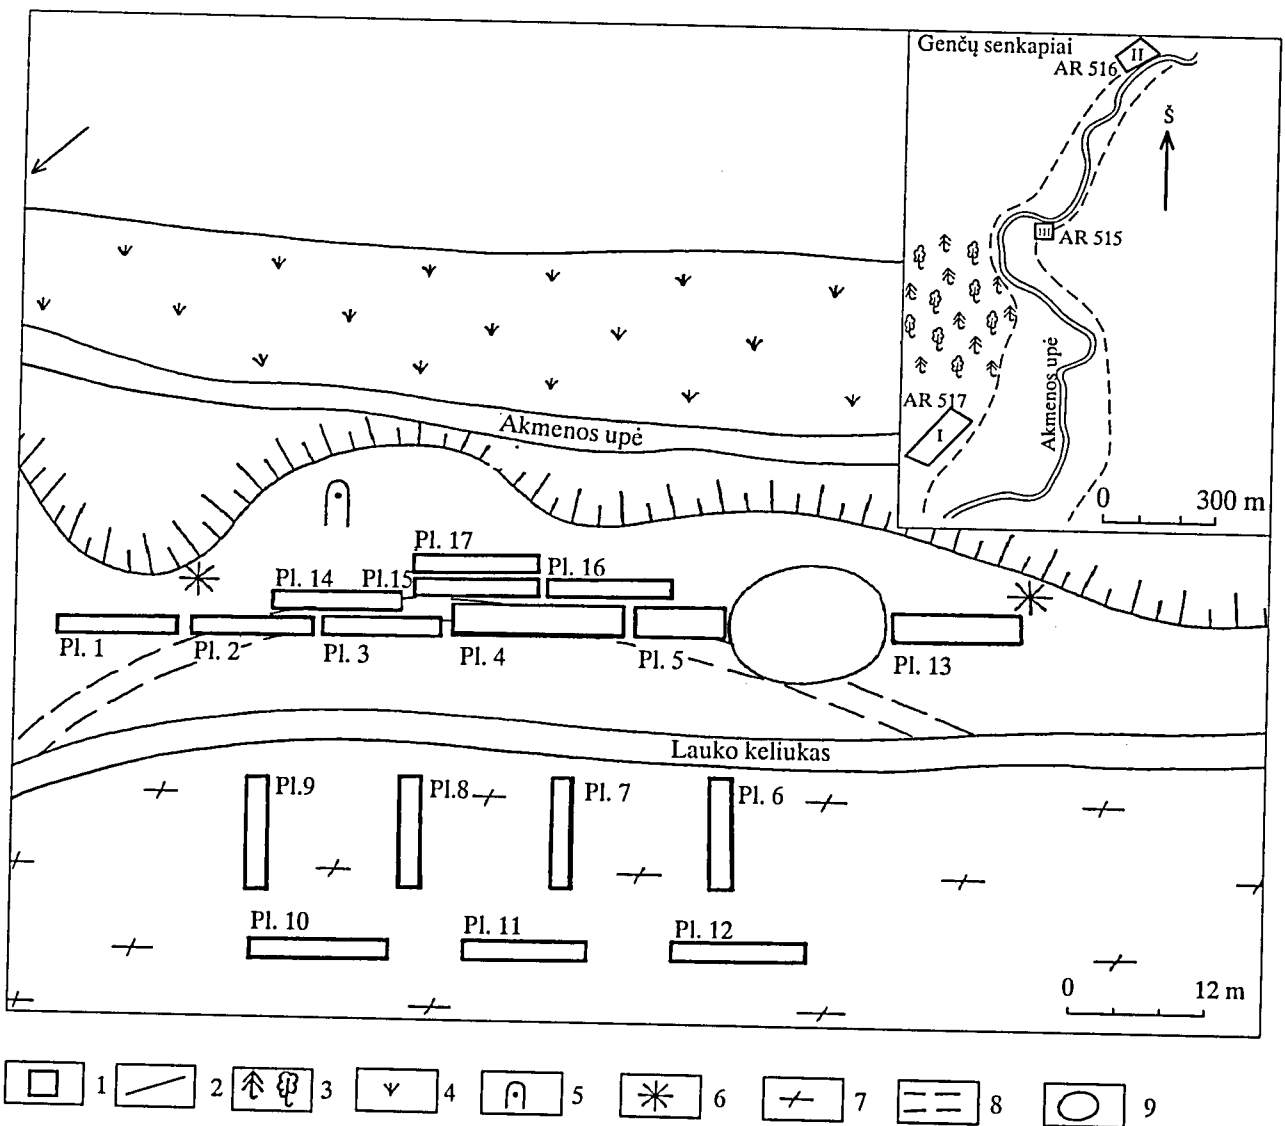 Genčų senkapiai
II
AR 516
Š
III
AR 515
AR 517
I
Akmenos upė
0 300 m
Akmenos upė
Pl. 17
Pl. 14 Pl.15 Pl. 16
Pl. 1 Pl. 2 Pl. 3 Pl. 4 Pl. 5 Pl. 13
Lauko keliukas
Pl.9 Pl.8 Pl. 7 Pl. 6
Pl. 10 Pl. 11 Pl. 12
0 12 m
1 2 3 4 5 6 7 8 9